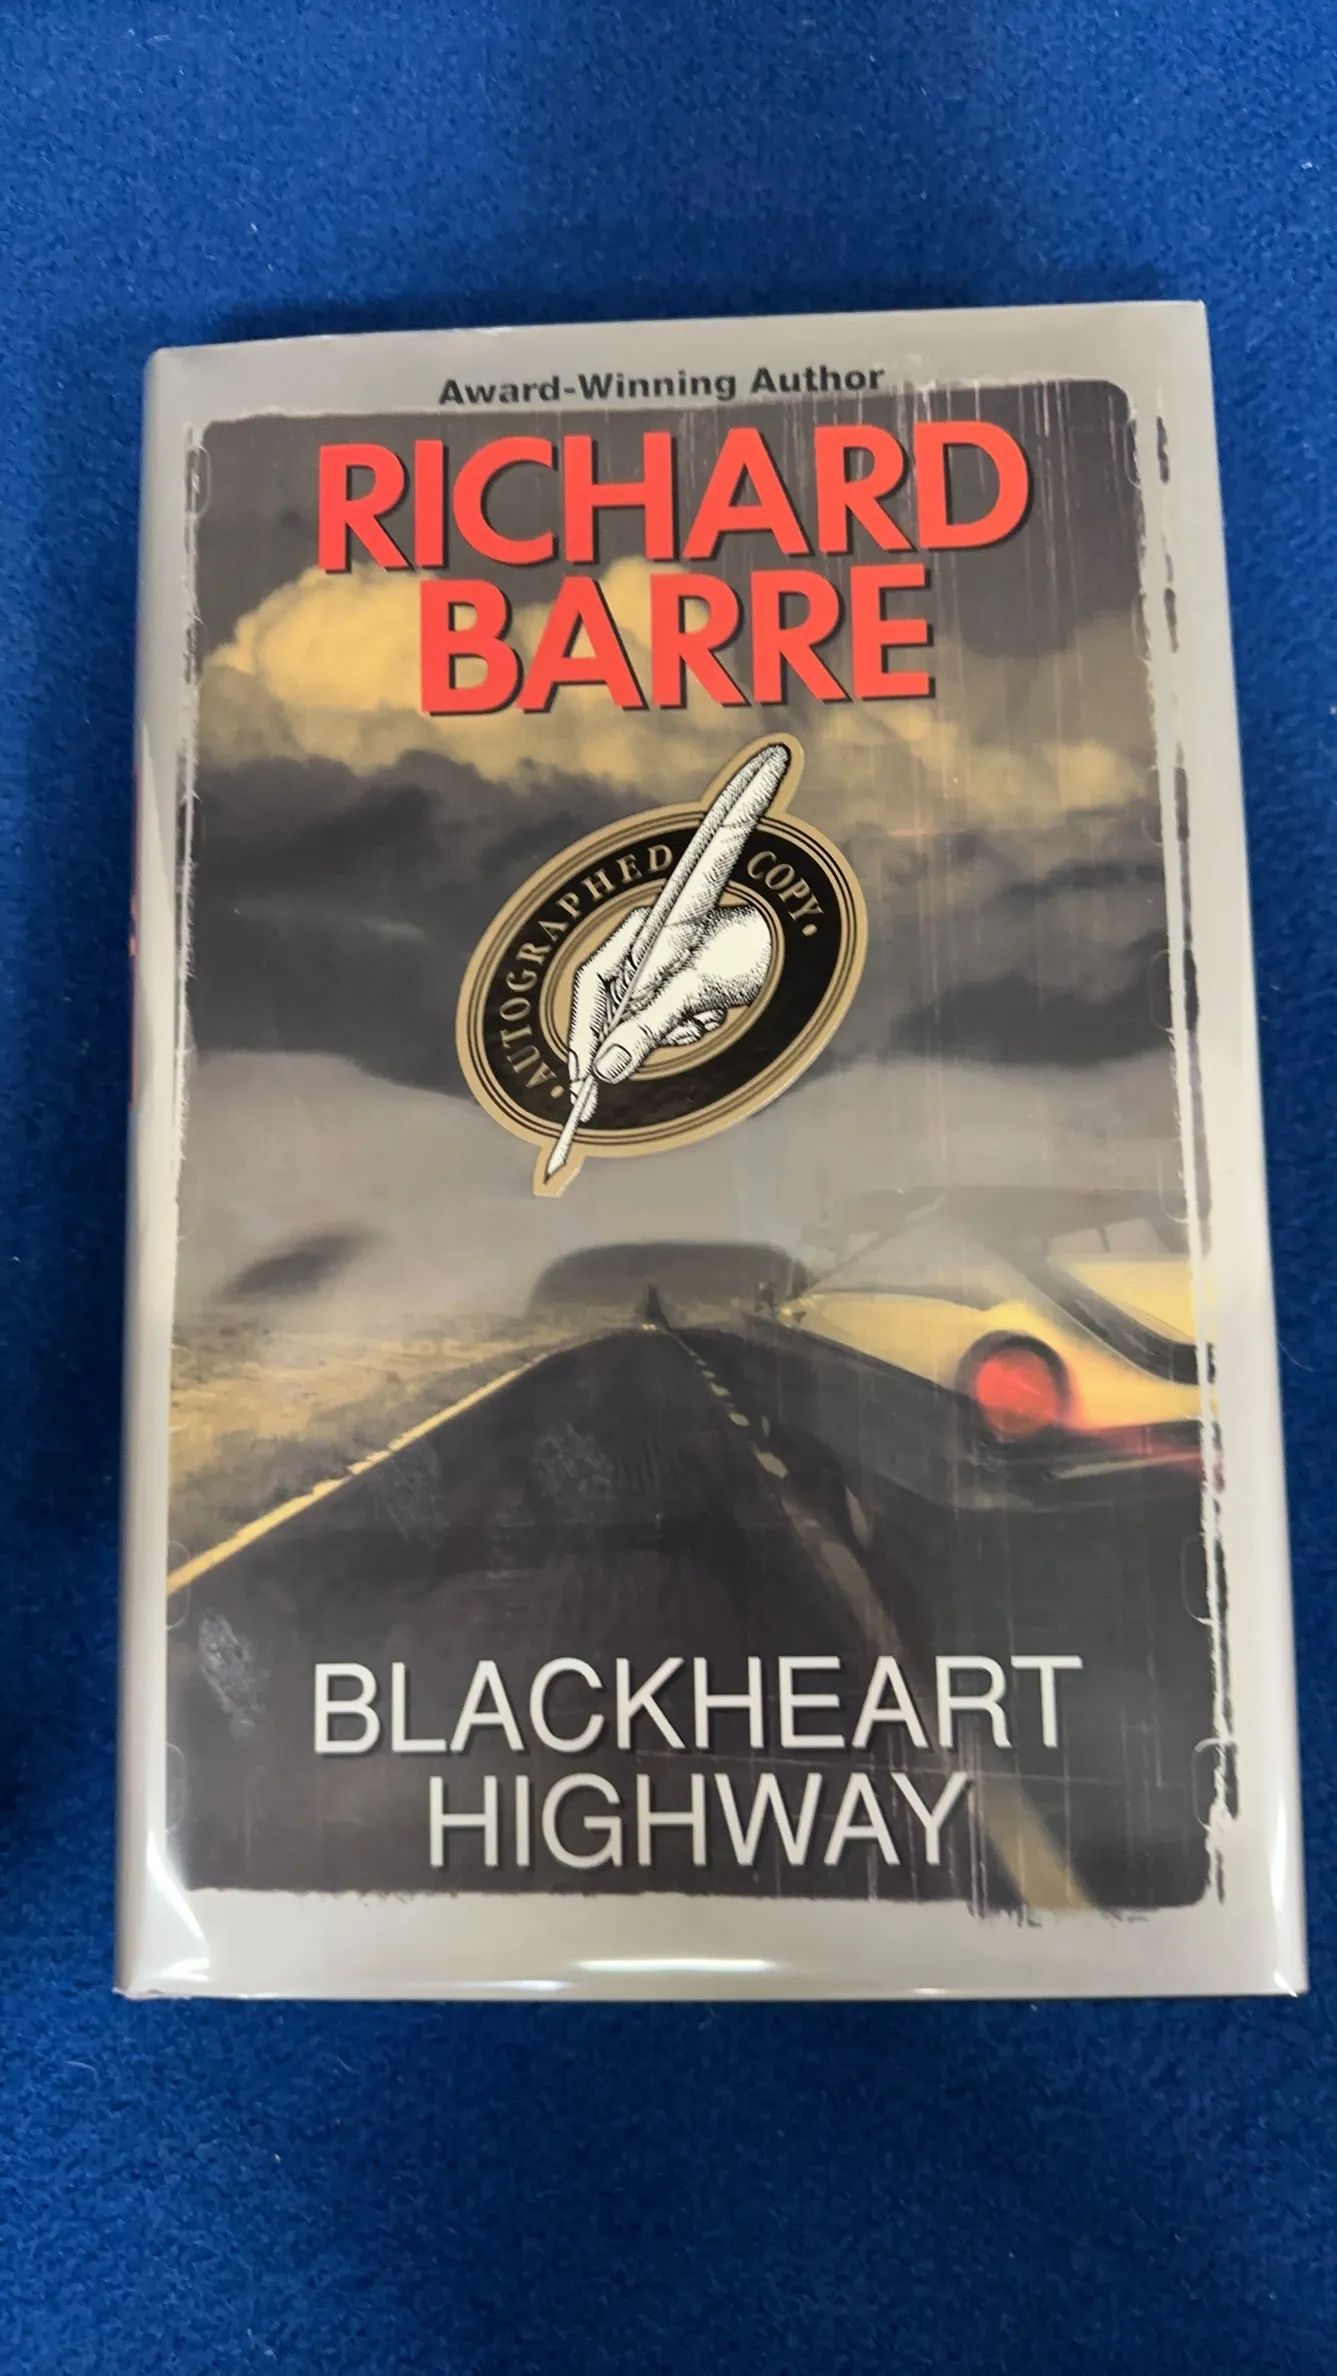 Award-Winning Author
RICHARD
BARRE
• AUTOGRAPHED COPY •
BLACKHEART
HIGHWAY